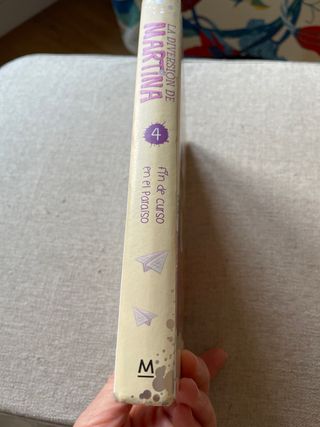 LA DIVERSIÓN DE
MARTINA
4
Fin de curso
en el Paraíso
M